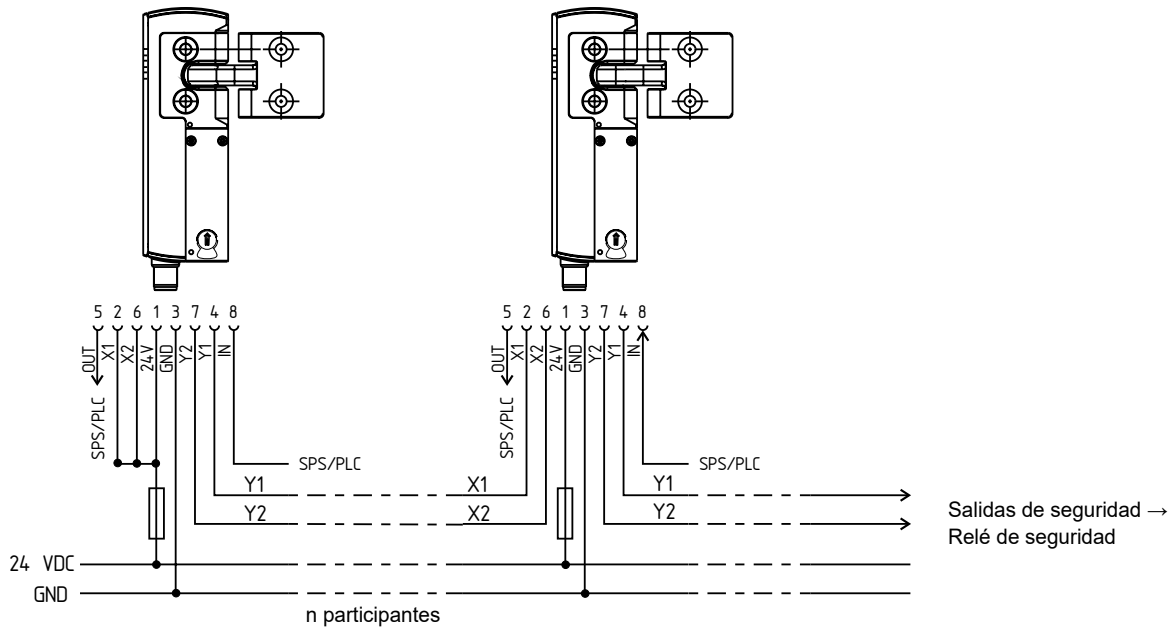 5 2 6 1 3 7 4 8
OUT X1 X2 24V GND Y2 Y1 IN
SPS/PLC
SPS/PLC
5 2 6 1 3 7 4 8
OUT X1 X2 24V GND Y2 Y1 IN
SPS/PLC
SPS/PLC
Y1 X1 Y1
Y2 X2 Y2
Salidas de seguridad →
Relé de seguridad
24 VDC
GND
n participantes